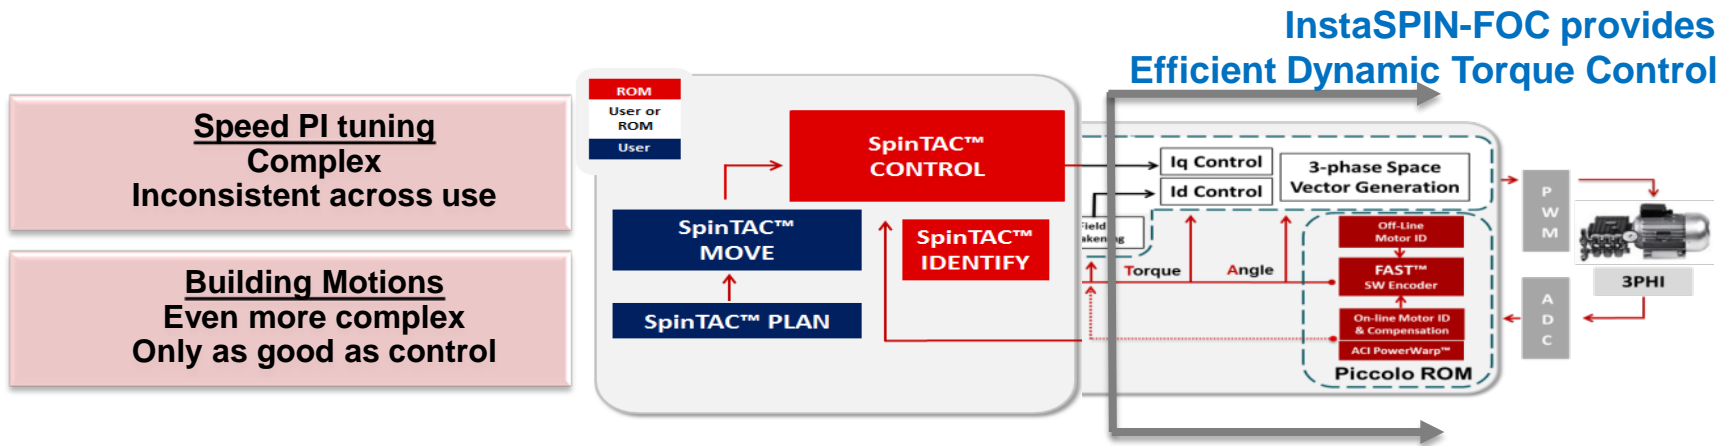 InstaSPIN-FOC provides
Efficient Dynamic Torque Control
Speed PI tuning
Complex
Inconsistent across use
Building Motions
Even more complex
Only as good as control
ROM
User or
ROM
User
SpinTAC™
CONTROL
SpinTAC™
MOVE
SpinTAC™
IDENTIFY
SpinTAC™ PLAN
Iq Control
Id Control
3-phase Space
Vector Generation
Field
akening
Torque
Angle
Off-Line
Motor ID
FAST™
SW Encoder
On-line Motor ID
& Compensation
ACI PowerWarp™
Piccolo ROM
P
W
M
3PHI
A
D
C